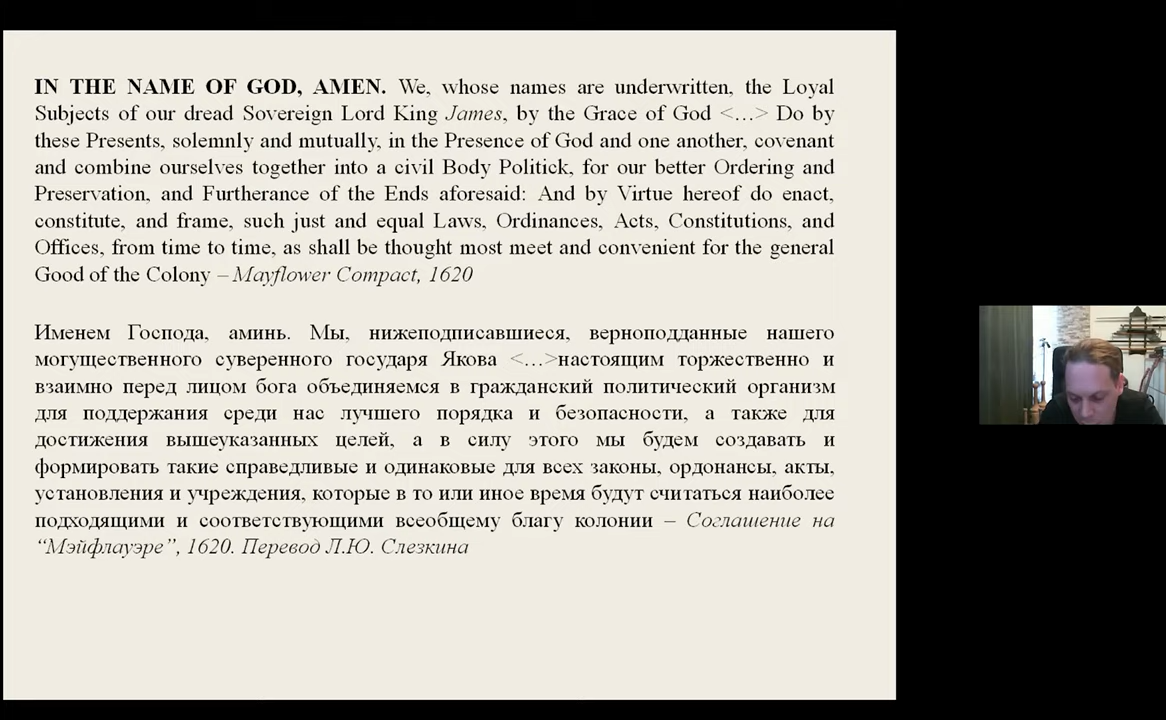 IN THE NAME OF GOD, AMEN. We, whose names are underwritten, the Loyal
Subjects of our dread Sovereign Lord King James, by the Grace of God <…> Do by
these Presents, solemnly and mutually, in the Presence of God and one another, covenant
and combine ourselves together into a civil Body Politick, for our better Ordering and
Preservation, and Furtherance of the Ends aforesaid: And by Virtue hereof do enact,
constitute, and frame, such just and equal Laws, Ordinances, Acts, Constitutions, and
Offices, from time to time, as shall be thought most meet and convenient for the general
Good of the Colony – Mayflower Compact, 1620
Именем Господа, аминь. Мы, нижеподписавшиеся, верноподданные нашего
могущественного суверенного государя Якова <…>настоящим торжественно и
взаимно перед лицом бога объединяемся в гражданский политический организм
для поддержания среди нас лучшего порядка и безопасности, а также для
достижения вышеуказанных целей, а в силу этого мы будем создавать и
формировать такие справедливые и одинаковые для всех законы, ордонансы, акты,
установления и учреждения, которые в то или иное время будут считаться наиболее
подходящими и соответствующими всеобщему благу колонии – Соглашение на
“Мэйфлауэре”, 1620. Перевод Л.Ю. Слезкина